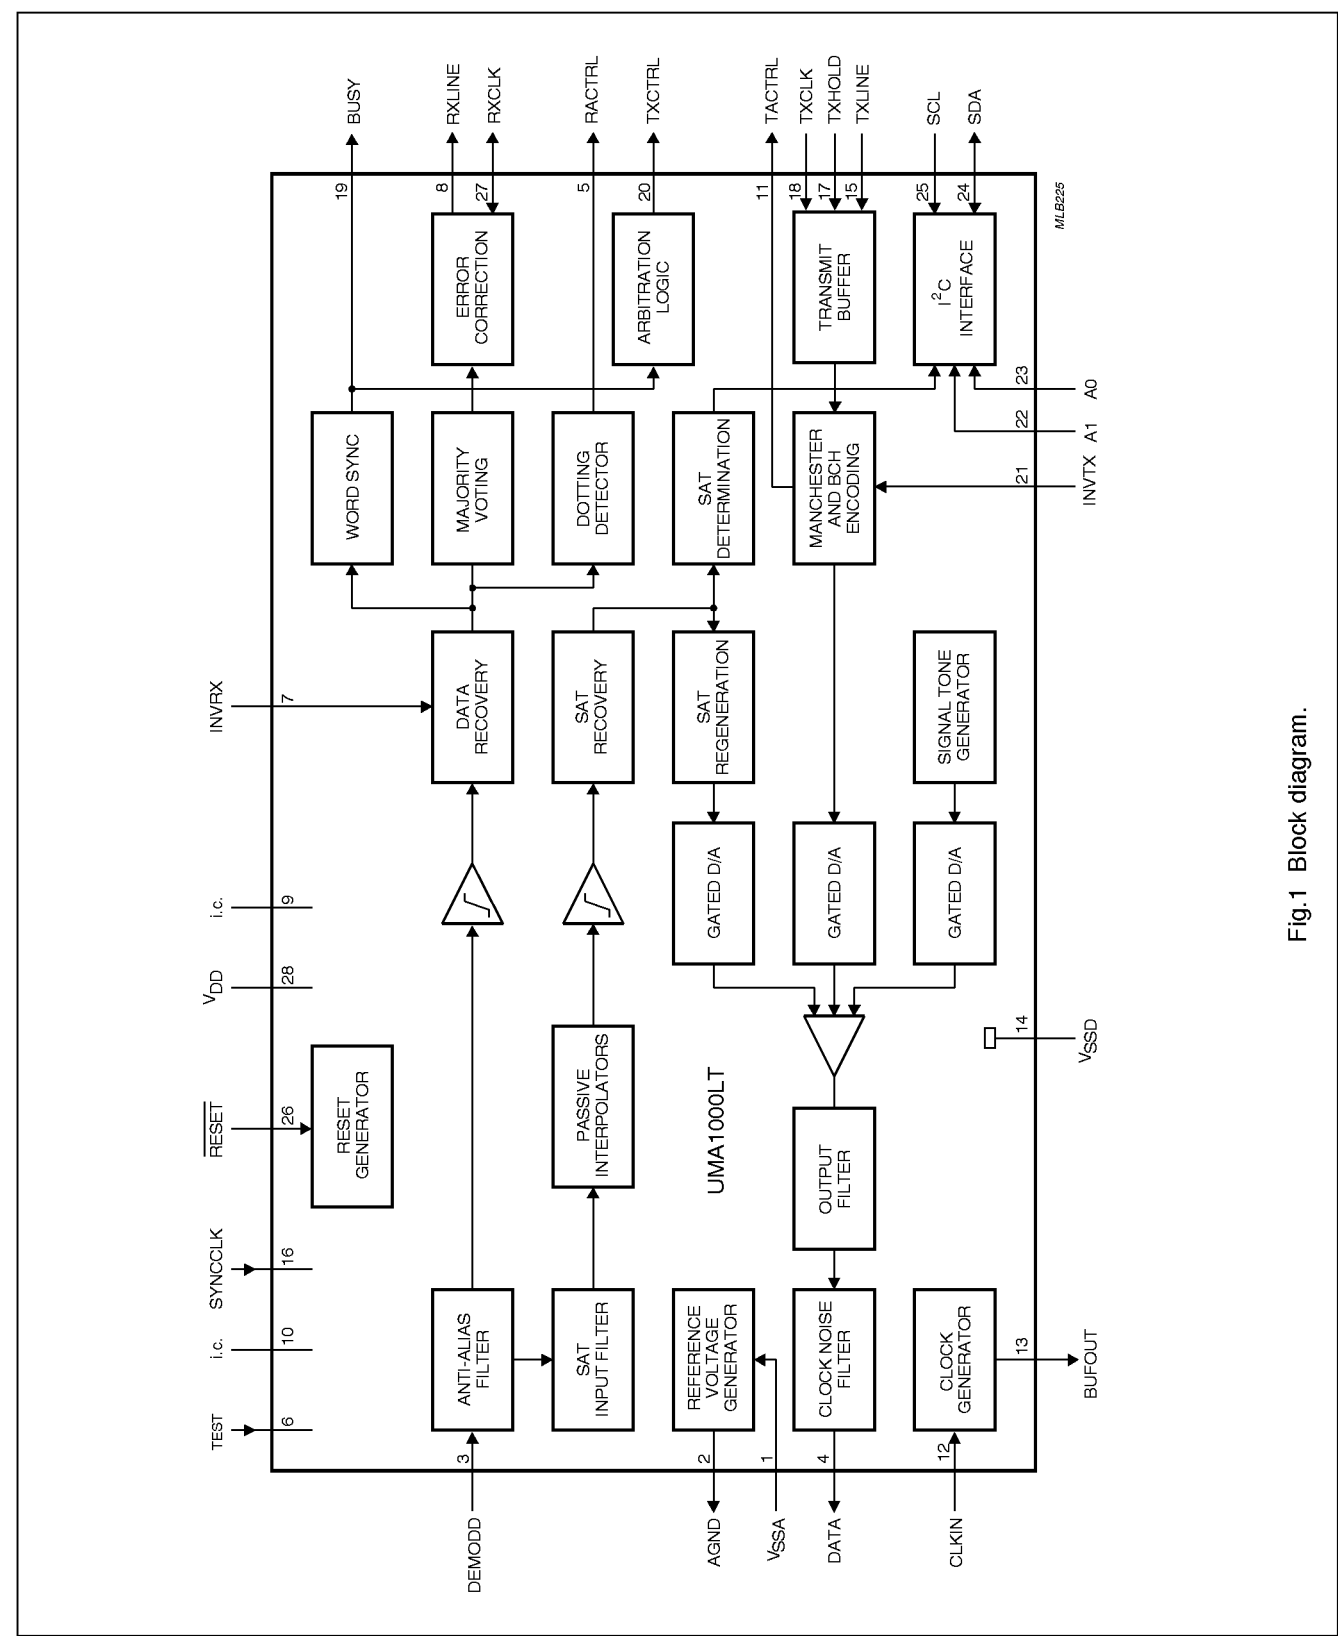 TEST
i.c.
SYNCCLK
RESET
VDD
i.c.
INVRX
6
10
16
26
28
9
7
RESET
GENERATOR
WORD SYNC
19
BUSY
DEMODD
3
ANTI-ALIAS
FILTER
DATA
RECOVERY
MAJORITY
VOTING
ERROR
CORRECTION
8
RXLINE
27
RXCLK
SAT
INPUT FILTER
PASSIVE
INTERPOLATORS
SAT
RECOVERY
DOTTING
DETECTOR
5
RACTRL
ARBITRATION
LOGIC
20
TXCTRL
AGND
2
VSSA
1
REFERENCE
VOLTAGE
GENERATOR
UMA1000LT
GATED D/A
SAT
REGENERATION
SAT
DETERMINATION
11
TACTRL
DATA
4
CLOCK NOISE
FILTER
OUTPUT
FILTER
GATED D/A
MANCHESTER
AND BCH
ENCODING
TRANSMIT
BUFFER
18
TXCLK
17
TXHOLD
15
TXLINE
CLKIN
12
CLOCK
GENERATOR
GATED D/A
SIGNAL TONE
GENERATOR
I2C
INTERFACE
25
SCL
24
SDA
13
14
21
22
23
BUFOUT
VSSD
INVTX
A1
A0
MLB225
Fig.1 Block diagram.